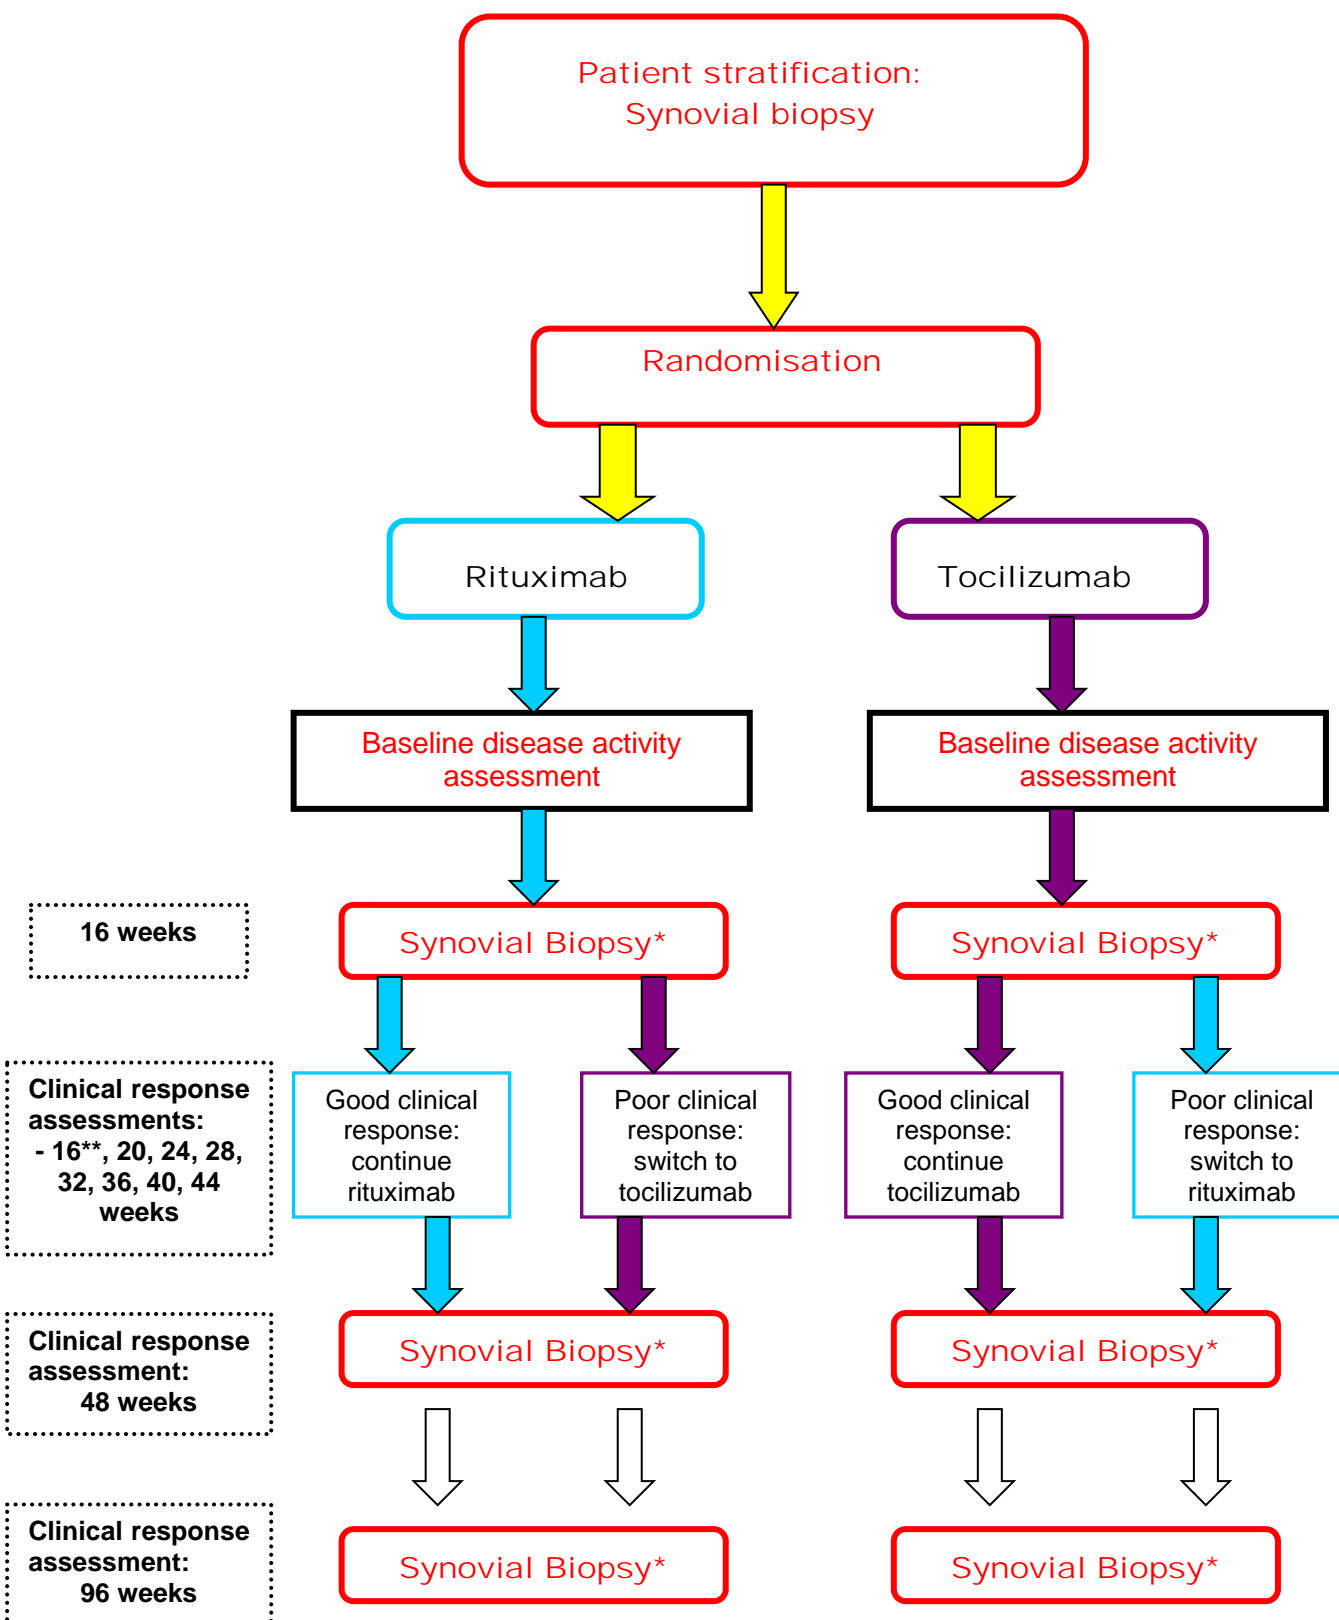 Patient stratification:
Synovial biopsy
Randomisation
Rituximab
Tocilizumab
Baseline disease activity
assessment
Baseline disease activity
assessment
16 weeks
Synovial Biopsy*
Synovial Biopsy*
Clinical response
assessments:
- 16**, 20, 24, 28,
32, 36, 40, 44
weeks
Good clinical
response:
continue
rituximab
Poor clinical
response:
switch to
tocilizumab
Good clinical
response:
continue
tocilizumab
Poor clinical
response:
switch to
rituximab
Clinical response
assessment:
48 weeks
Synovial Biopsy*
Synovial Biopsy*
Clinical response
assessment:
96 weeks
Synovial Biopsy*
Synovial Biopsy*